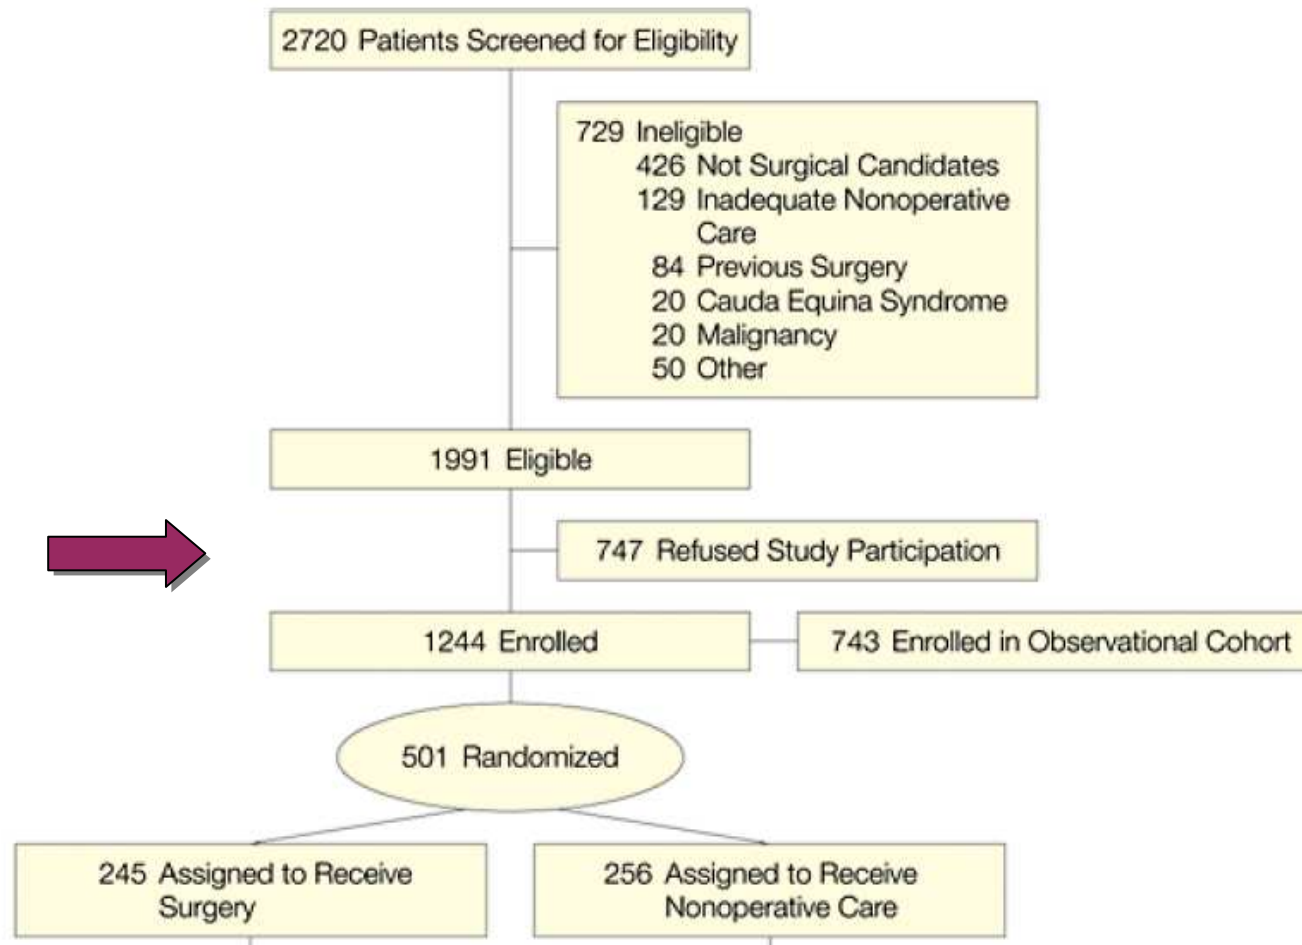 2720 Patients Screened for Eligibility
729 Ineligible
426 Not Surgical Candidates
129 Inadequate Nonoperative
Care
84 Previous Surgery
20 Cauda Equina Syndrome
20 Malignancy
50 Other
1991 Eligible
747 Refused Study Participation
1244 Enrolled
743 Enrolled in Observational Cohort
501 Randomized
245 Assigned to Receive
Surgery
256 Assigned to Receive
Nonoperative Care